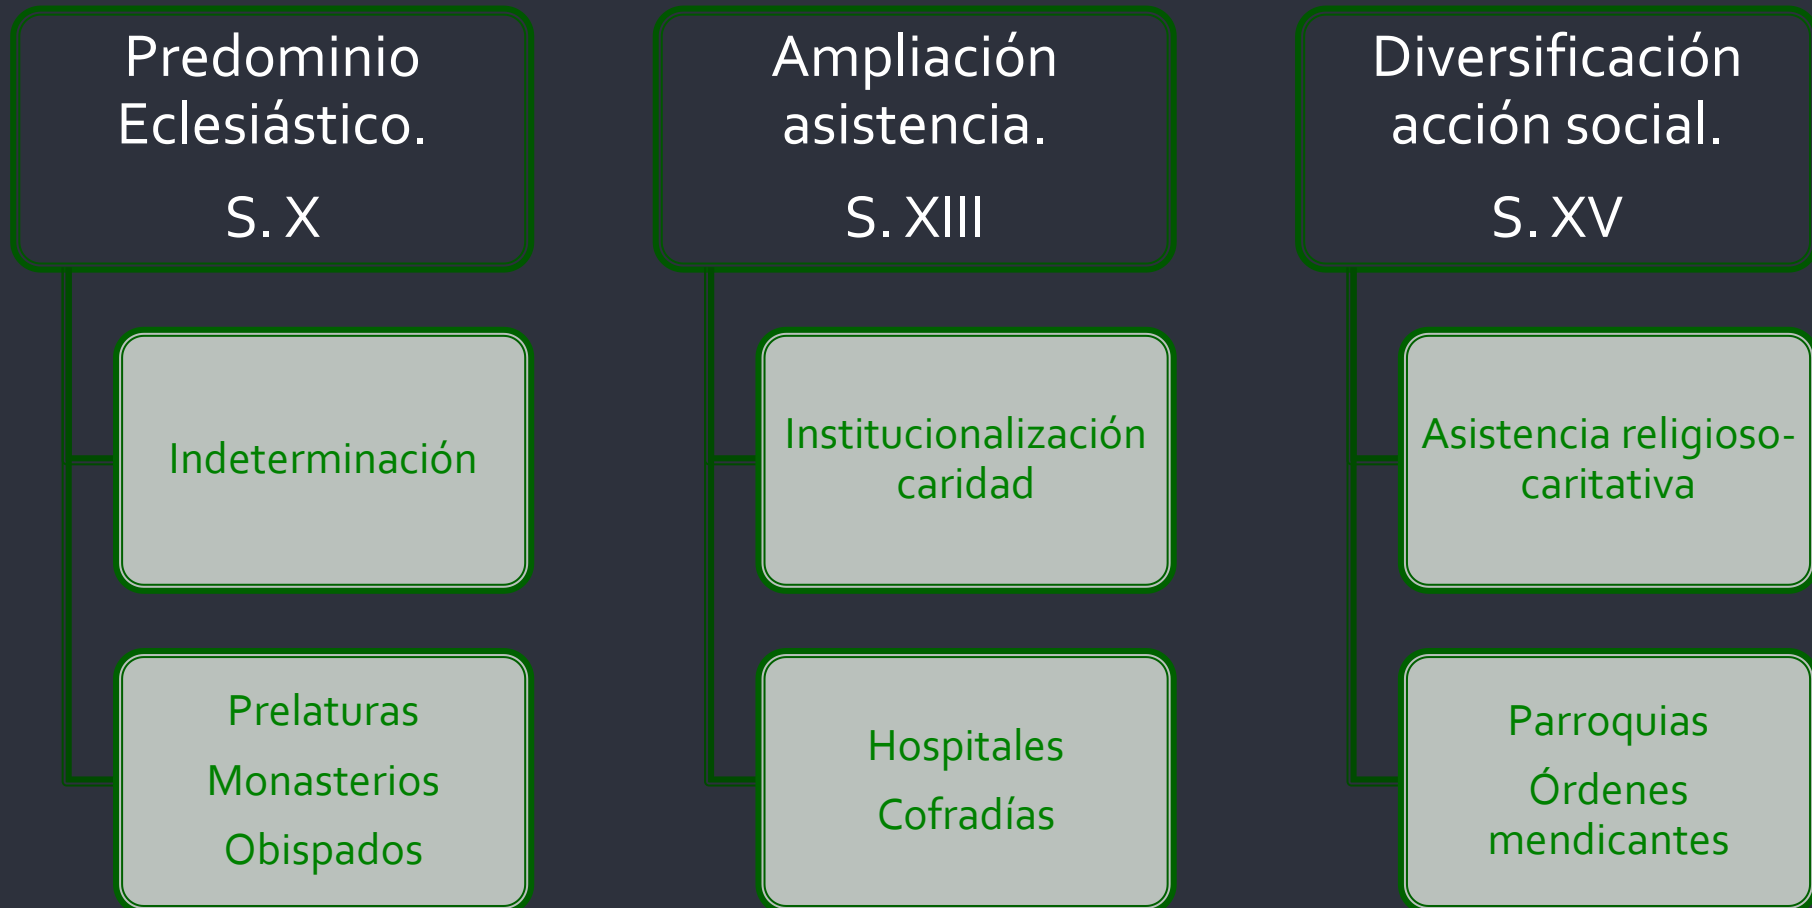 Predominio
Eclesiástico.
S. X
Indeterminación
Prelaturas
Monasterios
Obispados
Ampliación
asistencia.
S. XIII
Institucionalización
caridad
Hospitales
Cofradías
Diversificación
acción social.
S. XV
Asistencia religioso-
caritativa
Parroquias
Órdenes
mendicantes